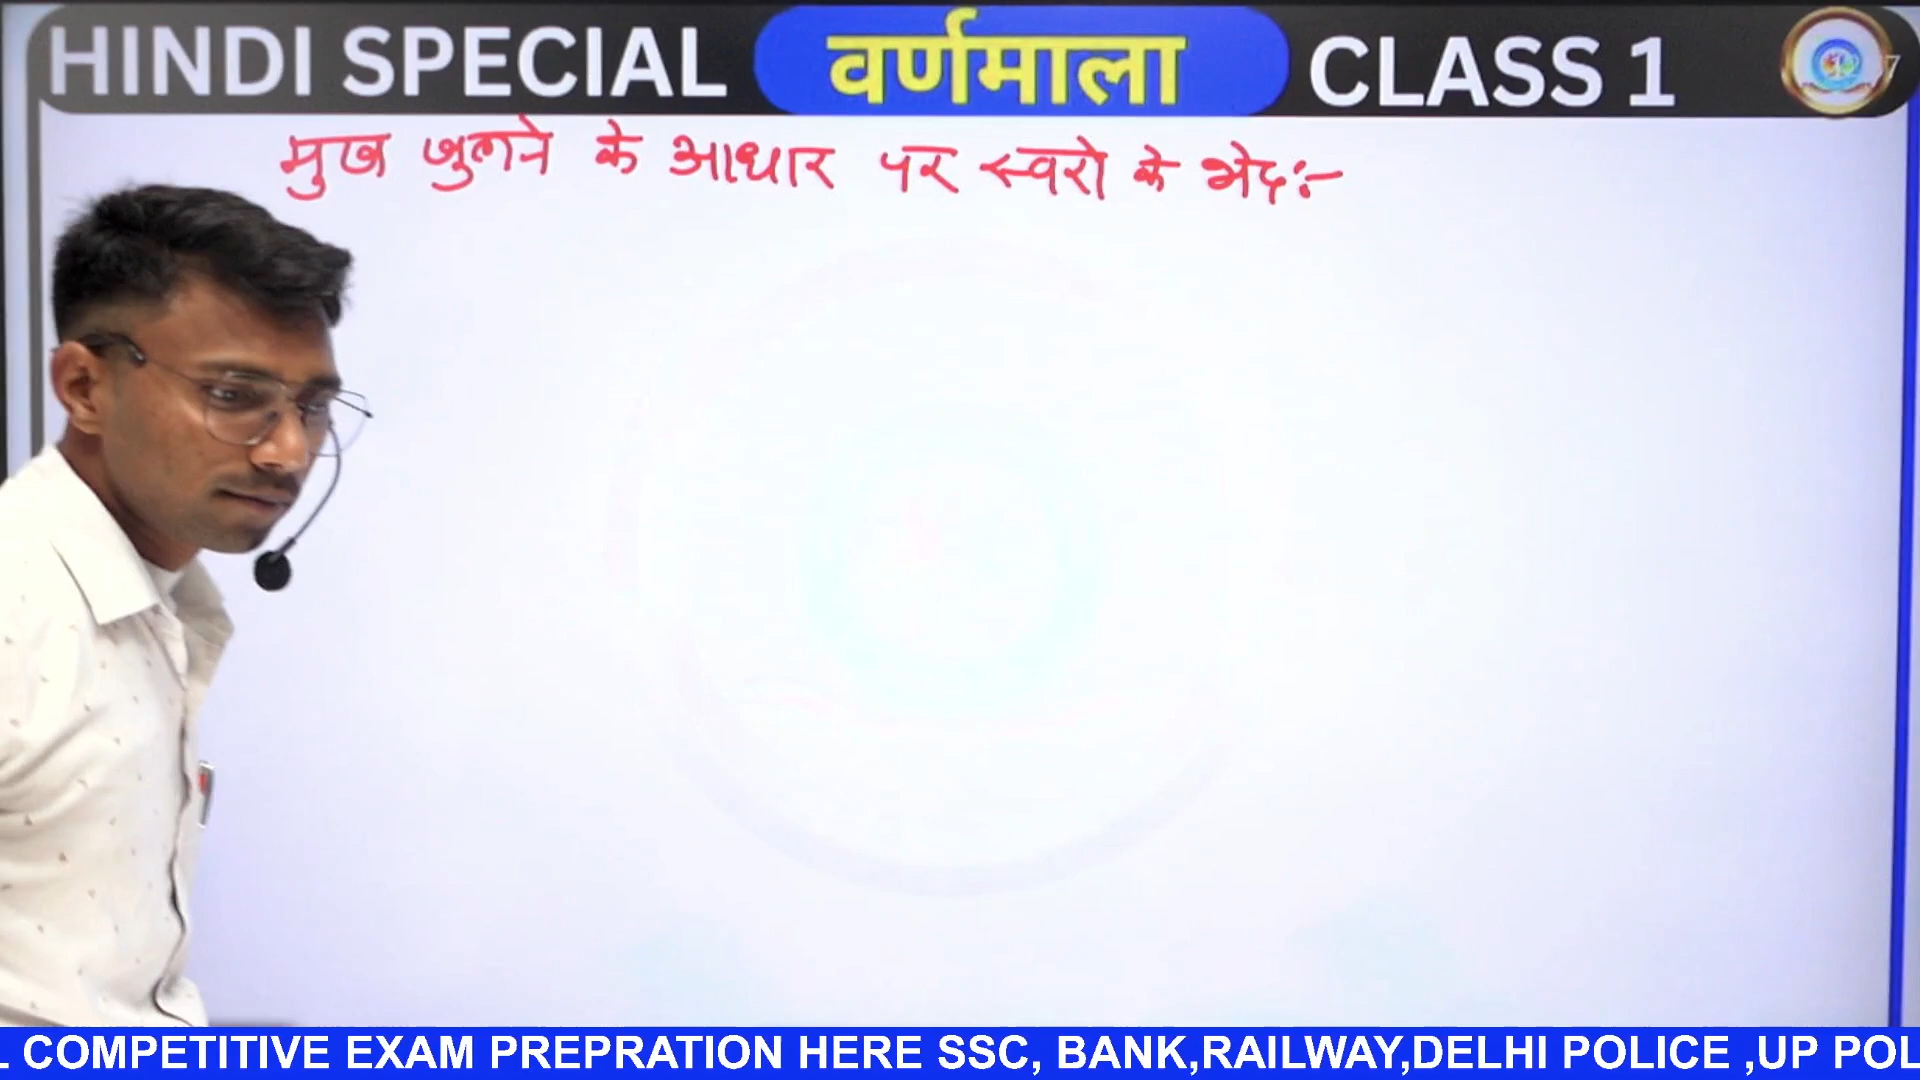 HINDI SPECIAL वर्णमाला CLASS 1
मुख खुलने के आधार पर स्वरो के भेद:-
L COMPETITIVE EXAM PREPRATION HERE SSC, BANK,RAILWAY,DELHI POLICE ,UP POL